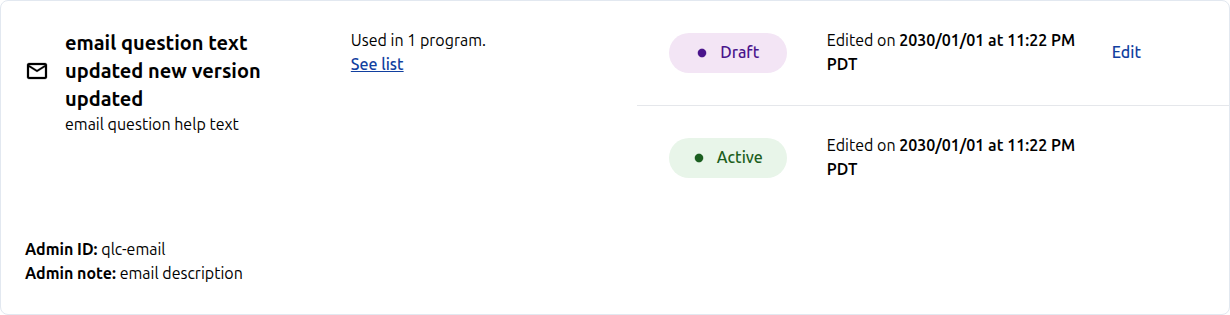 email question text
updated new version
updated
email question help text
Used in 1 program.
See list
Draft
Edited on 2030/01/01 at 11:22 PM
PDT
Edit
Active
Edited on 2030/01/01 at 11:22 PM
PDT
Admin ID: qlc-email
Admin note: email description